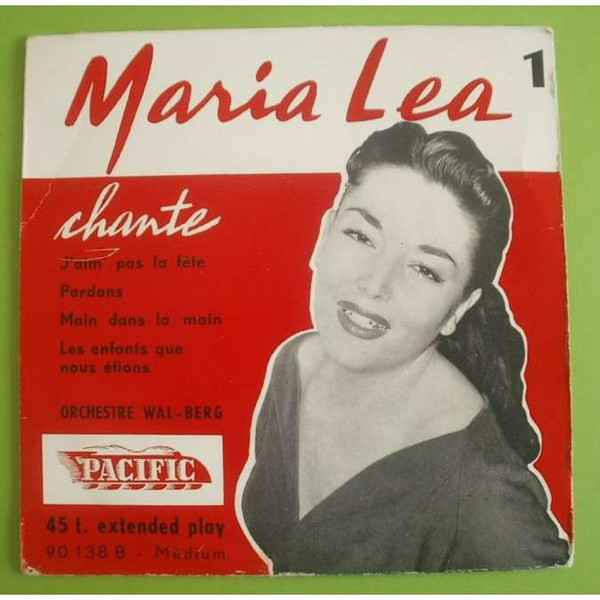 Maria Lea
1
chante
J'aim' pas la fête
Pardons
Main dans la main
Les enfants que
nous étions
ORCHESTRE WAL-BERG
PACIFIC
45 t. extended play
90 138 B - Médium